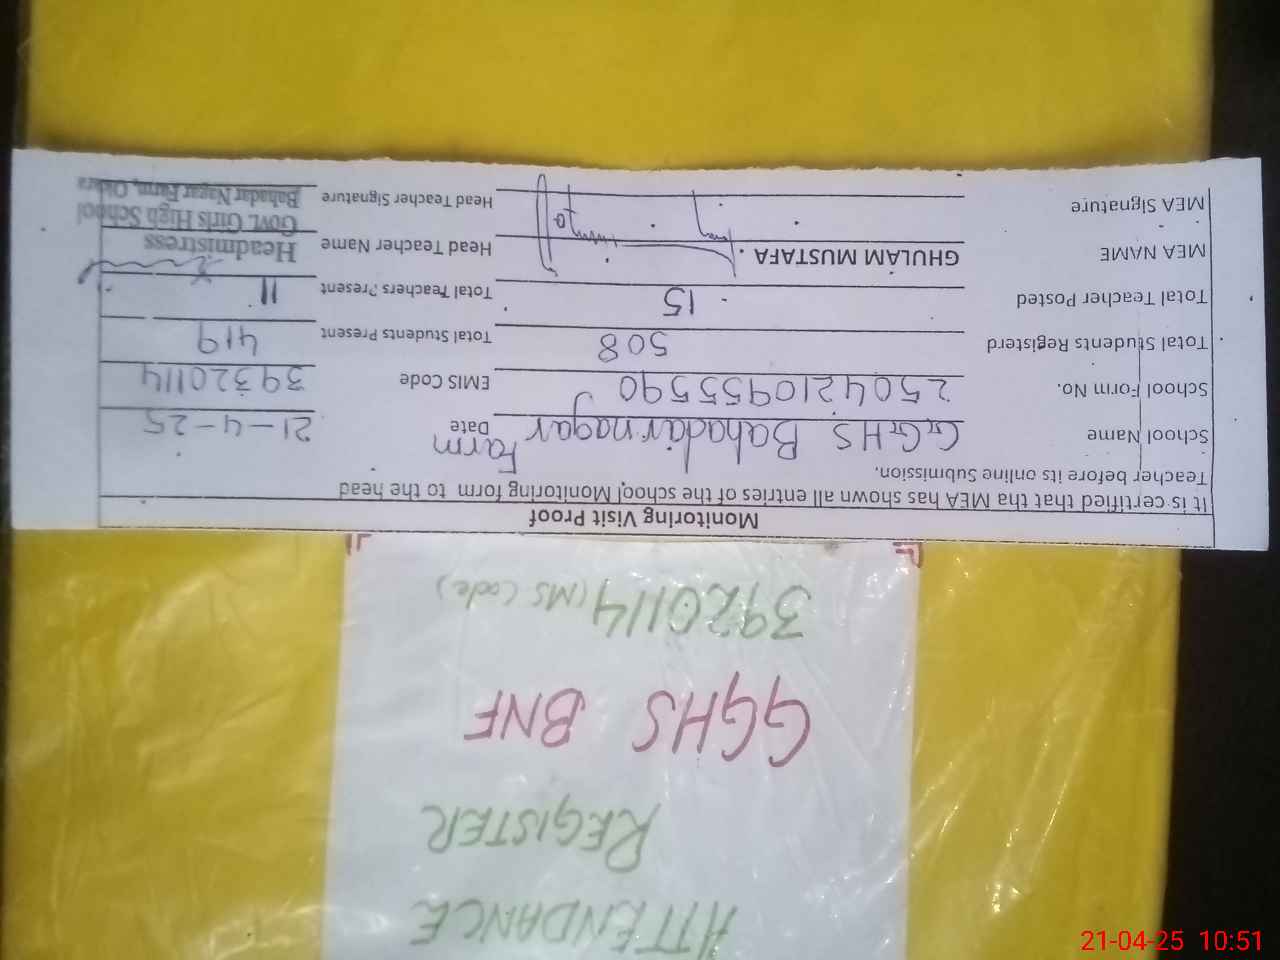 ATTENDANCE
REGISTER
GGHS BNF
3920114 (MS Code)
Monitoring Visit Proof
It is certified that tha MEA has shown all entries of the school Monitoring form to the head
Teacher before its online Submission.
School Name GGHS Bahadarnagar Farm Date 21-4-25
School Form No. 2504210955590 EMIS Code 39320114
Total Students Registerd 508 Total Students Present 419
Total Teacher Posted 15 Total Teachers Present 11
MEA NAME GHULAM MUSTAFA Head Teacher Name Headmistress
Govt. Girls High School
MEA Signature Head Teacher Signature Bahadar Nagar Farm, Okara
21-04-25 10:51